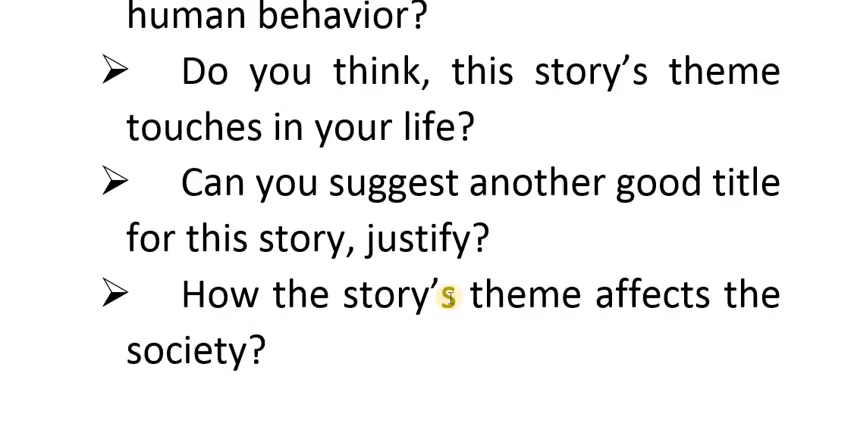 human behavior?
➢ Do you think, this story’s theme
touches in your life?
➢ Can you suggest another good title
for this story, justify?
➢ How the story’s theme affects the
society?